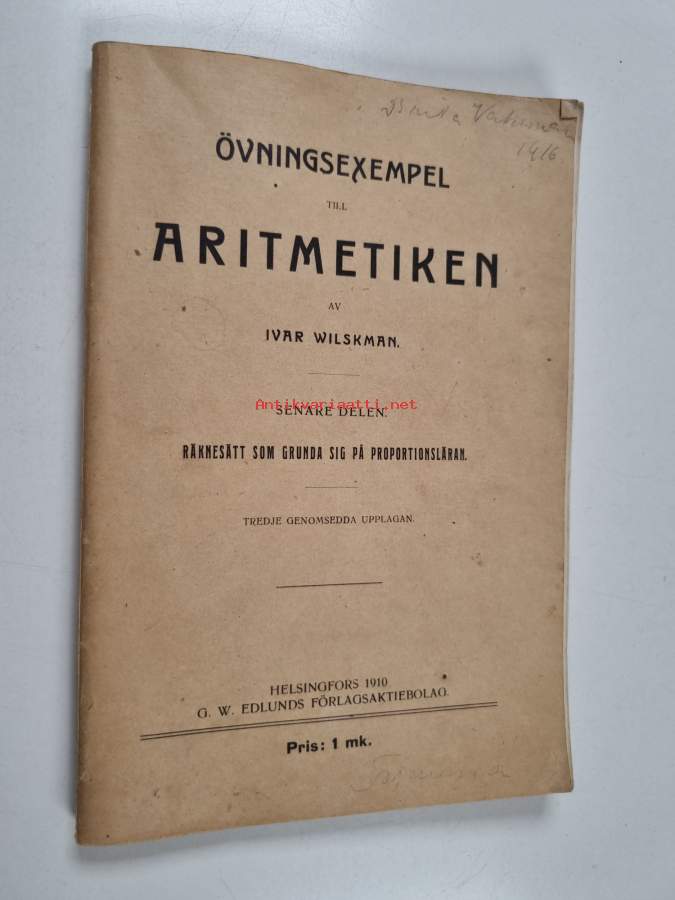 1916
ÖVNINGSEXEMPEL
TILL
ARITMETIKEN
AV
IVAR WILSKMAN.
Antikvariaatti.net
SENARE DELEN.
RÄKNESÄTT SOM GRUNDA SIG PÅ PROPORTIONSLÄRAN.
TREDJE GENOMSEDDA UPPLAGAN.
HELSINGFORS 1910
G. W. EDLUNDS FÖRLAGSAKTIEBOLAG.
Pris: 1 mk.